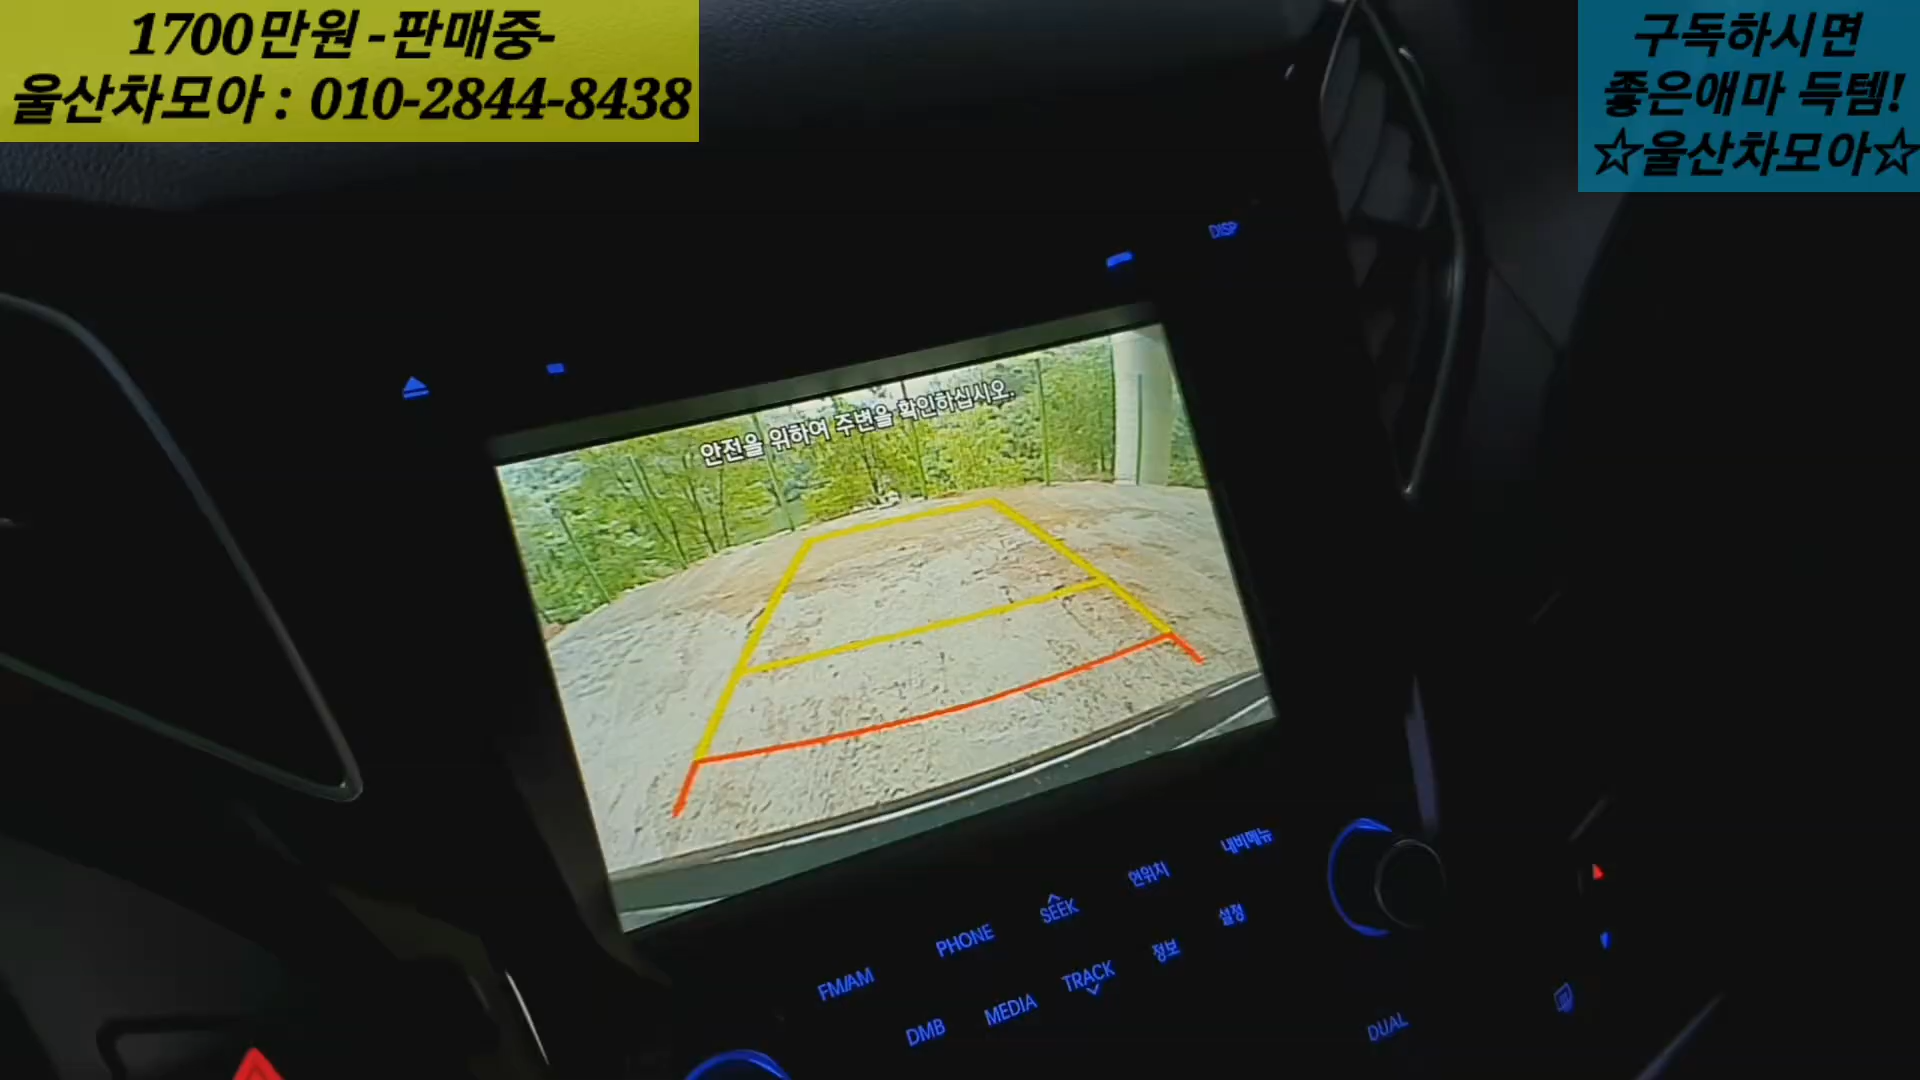 1700만원 -판매중-
울산차모아 : 010-2844-8438
구독하시면
좋은애마 득템!
☆울산차모아☆
DISP
안전을 위하여 주변을 확인하십시오.
FM/AM
PHONE
SEEK
현위치
내비메뉴
DMB
MEDIA
TRACK
정보
설정
DUAL